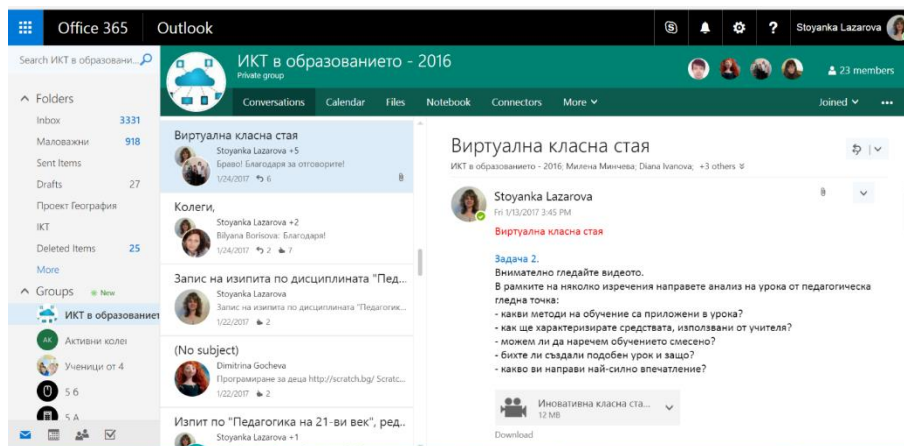 Office 365
Outlook
Stoyanka Lazarova
Search ИКТ в образовани...
ИКТ в образованието - 2016
Private group
23 members
Conversations Calendar Files Notebook Connectors More
Joined
Folders
Inbox 3331
Маловажни 918
Sent Items
Drafts 27
Проект География
IKT
Deleted Items 25
More
Groups New
ИКТ в образованиет
АК Активни колег
Ученици от 4
5 б
5 А
Виртуална класна стая
Stoyanka Lazarova +5
Браво! Благодаря за отговорите!
1/24/2017 6
Колеги,
Stoyanka Lazarova +2
Bilyana Borisova: Благодаря!
1/24/2017 2 7
Запис на изпита по дисциплината "Пед...
Stoyanka Lazarova
Запис на изпита по дисциплината "Педагогик...
1/22/2017 2
(No subject)
Dimitrina Gocheva
Програмиране за деца http://scratch.bg/ Scratc...
1/22/2017 2
Изпит по "Педагогика на 21-ви век", ред..
Stoyanka Lazarova +1
Виртуална класна стая
ИКТ в образованието - 2016; Милена Минчева; Diana Ivanova; +3 others
Stoyanka Lazarova
Fri 1/13/2017 3:45 PM
Виртуална класна стая
Задача 2.
Внимателно гледайте видеото.
В рамките на няколко изречения направете анализ на урока от педагогическа
гледна точка:
- какви методи на обучение са приложени в урока?
- как ще характеризирате средствата, използвани от учителя?
- можем ли да наречем обучението смесено?
- бихте ли създали подобен урок и защо?
- какво ви направи най-силно впечатление?
Иновативна класна ста...
12 MB
Download